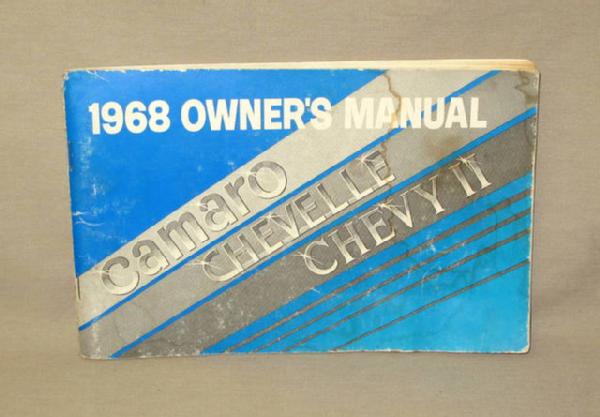 1968 OWNER'S MANUAL
camaro
CHEVELLE
CHEVY II